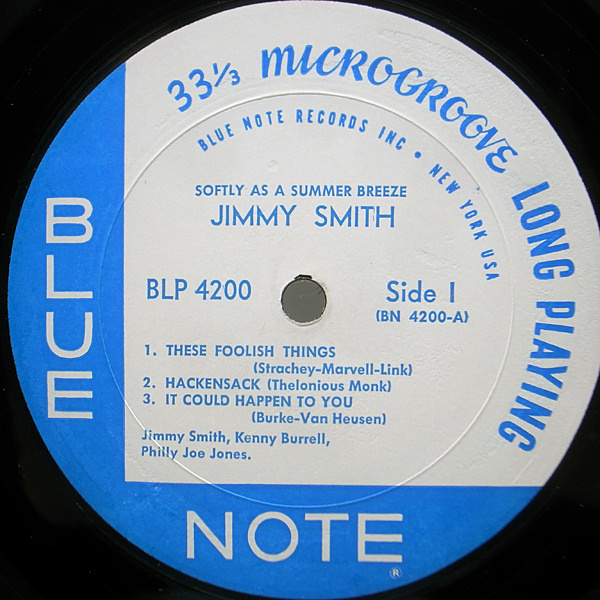 33⅓ MICROGROOVE LONG PLAYING
BLUE NOTE RECORDS INC • NEW YORK USA
SOFTLY AS A SUMMER BREEZE
JIMMY SMITH
BLP 4200
Side 1
(BN 4200-A)
1. THESE FOOLISH THINGS
(Strachey-Marvell-Link)
2. HACKENSACK (Thelonious Monk)
3. IT COULD HAPPEN TO YOU
(Burke-Van Heusen)
Jimmy Smith, Kenny Burrell,
Philly Joe Jones.
BLUE
NOTE
®